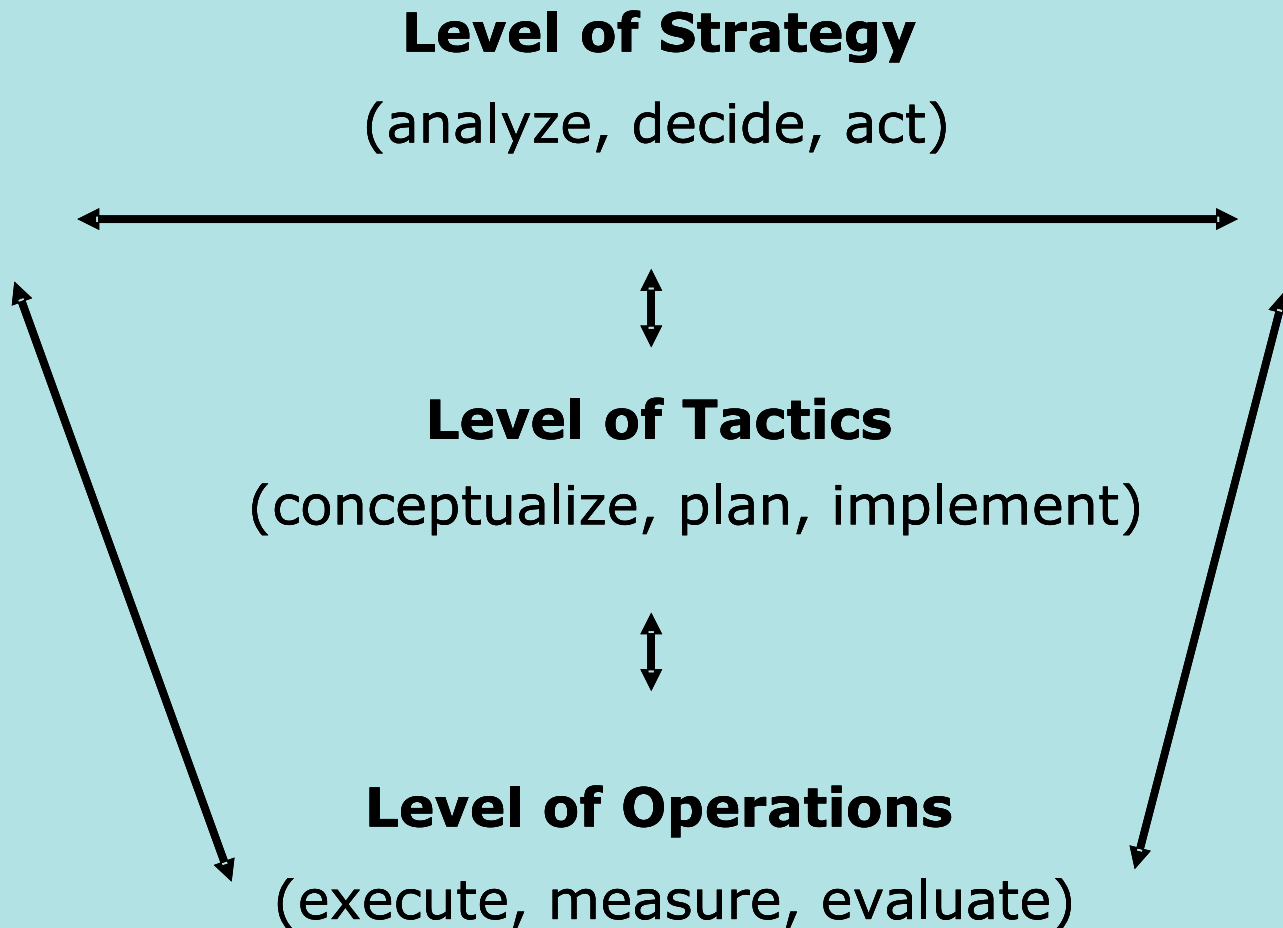 Level of Strategy
(analyze, decide, act)
Level of Tactics
(conceptualize, plan, implement)
Level of Operations
(execute, measure, evaluate)